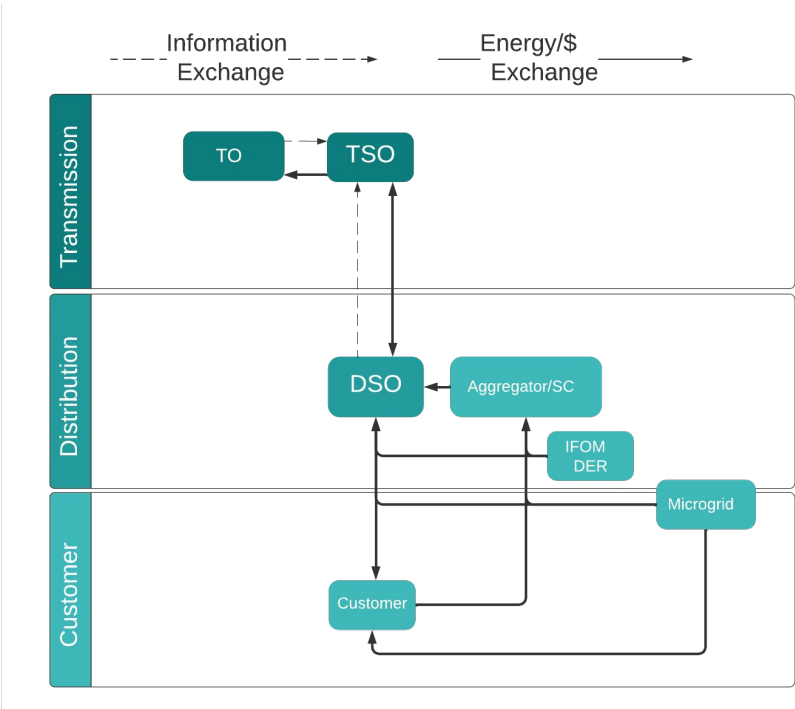 Information
Exchange
Energy/$
Exchange
Transmission
TO
TSO
Distribution
DSO
Aggregator/SC
IFOM
DER
Microgrid
Customer
Customer